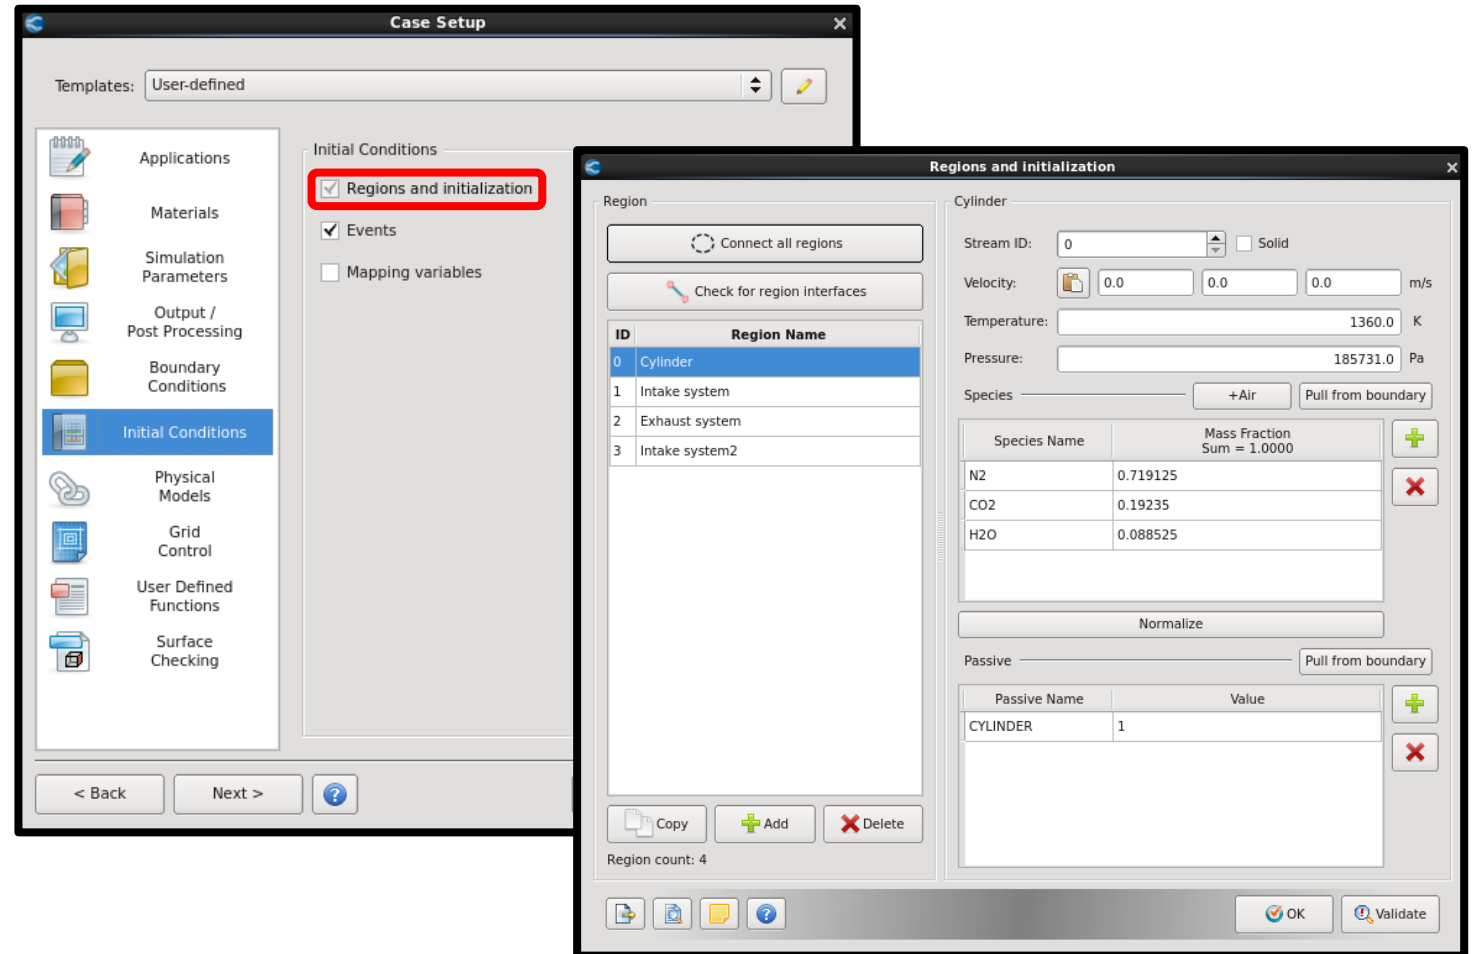 Case Setup
Templates:
User-defined
Applications
Materials
Simulation
Parameters
Output /
Post Processing
Boundary
Conditions
Initial Conditions
Physical
Models
Grid
Control
User Defined
Functions
Surface
Checking
Initial Conditions
Regions and initialization
Events
Mapping variables
< Back
Next >
Regions and initialization
Region
Connect all regions
Check for region interfaces
ID Region Name
0 Cylinder
1 Intake system
2 Exhaust system
3 Intake system2
Copy
Add
Delete
Region count: 4
Cylinder
Stream ID: 0 Solid
Velocity: 0.0 0.0 0.0 m/s
Temperature: 1360.0 K
Pressure: 185731.0 Pa
Species +Air Pull from boundary
Species Name Mass Fraction
Sum = 1.0000
N2 0.719125
CO2 0.19235
H2O 0.088525
Normalize
Passive Pull from boundary
Passive Name Value
CYLINDER 1
OK
Validate